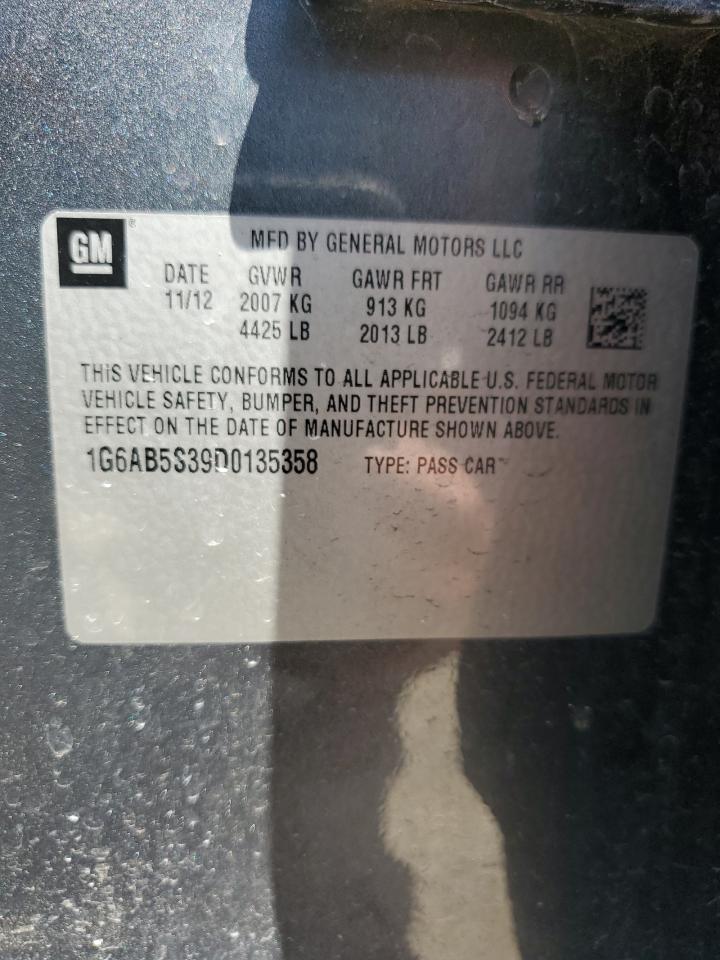 GM
MFD BY GENERAL MOTORS LLC
DATE GVWR GAWR FRT GAWR RR
11/12 2007 KG 913 KG 1094 KG
4425 LB 2013 LB 2412 LB
THIS VEHICLE CONFORMS TO ALL APPLICABLE U.S. FEDERAL MOTOR
VEHICLE SAFETY, BUMPER, AND THEFT PREVENTION STANDARDS IN
EFFECT ON THE DATE OF MANUFACTURE SHOWN ABOVE.
1G6AB5S39D0135358 TYPE: PASS CAR